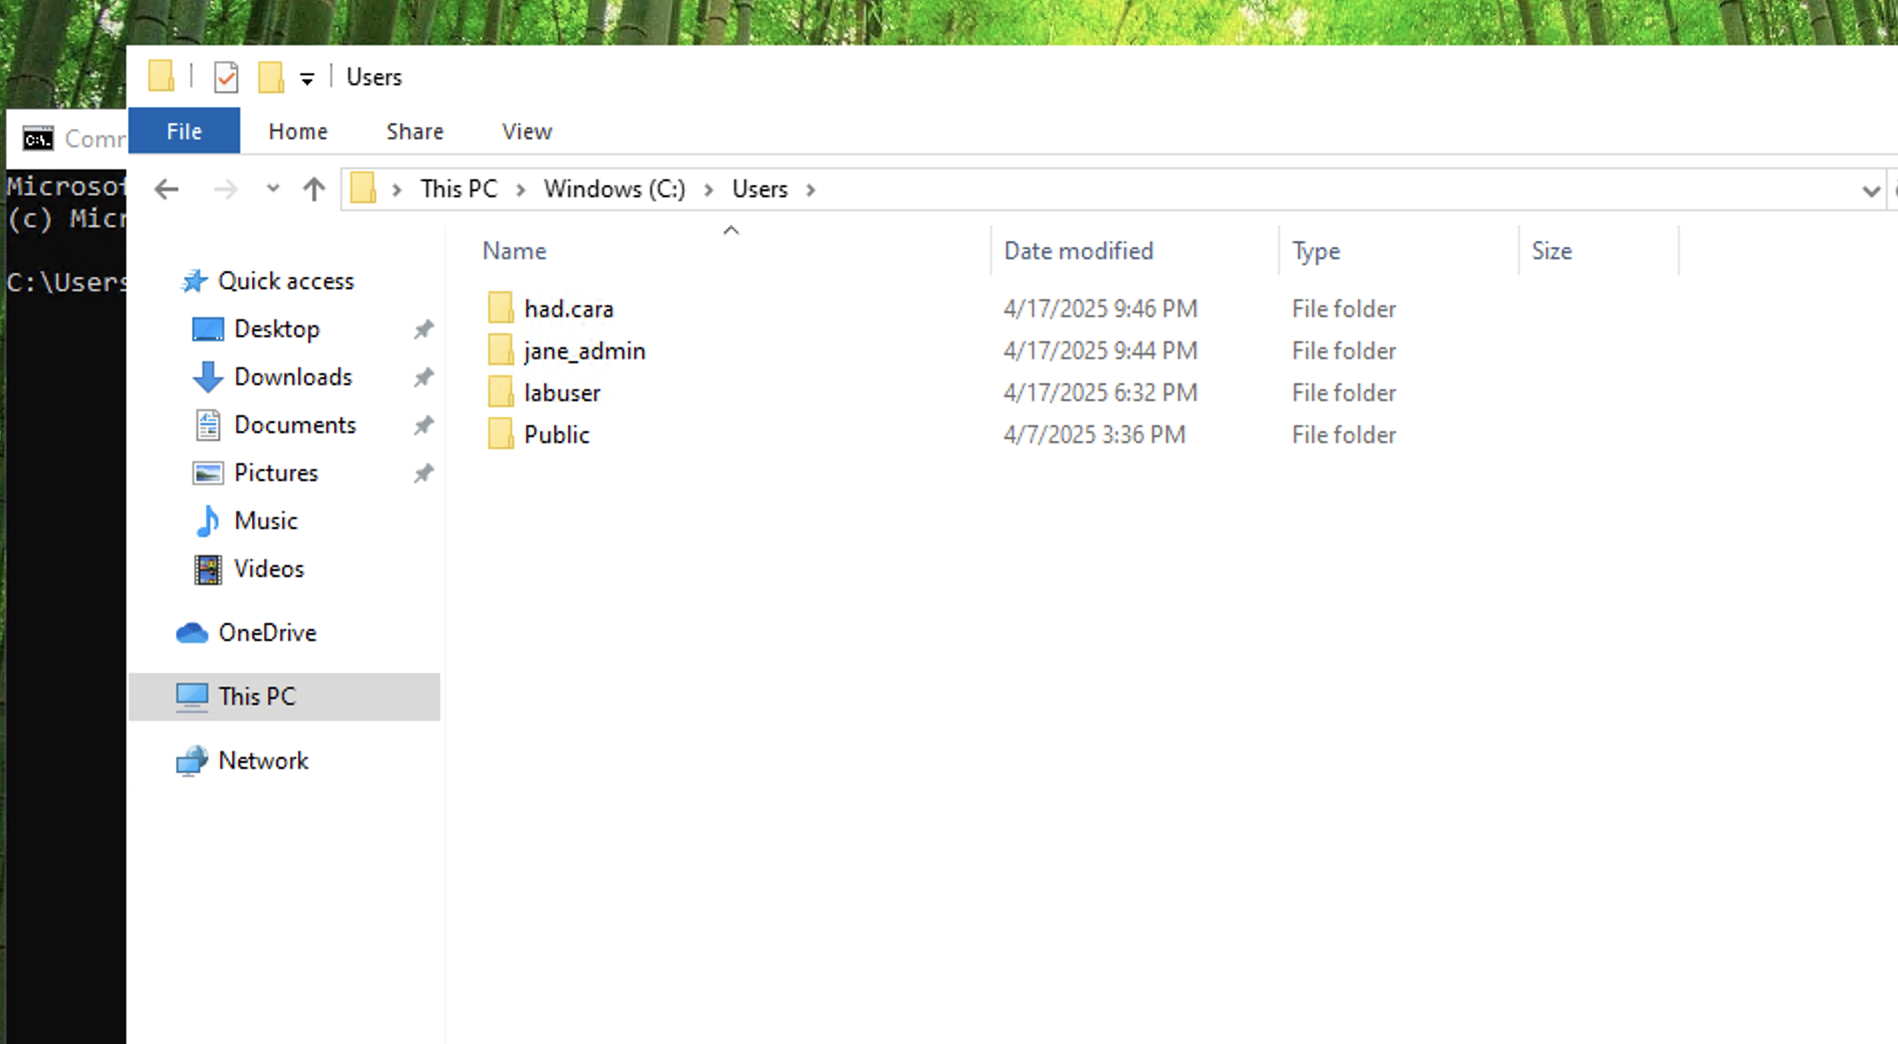 Users
Comm
File Home Share View
Microsof
(c) Micr
C:\Users
This PC Windows (C:) Users
Name Date modified Type Size
Quick access
Desktop
Downloads
Documents
Pictures
Music
Videos
OneDrive
This PC
Network
had.cara 4/17/2025 9:46 PM File folder
jane_admin 4/17/2025 9:44 PM File folder
labuser 4/17/2025 6:32 PM File folder
Public 4/7/2025 3:36 PM File folder